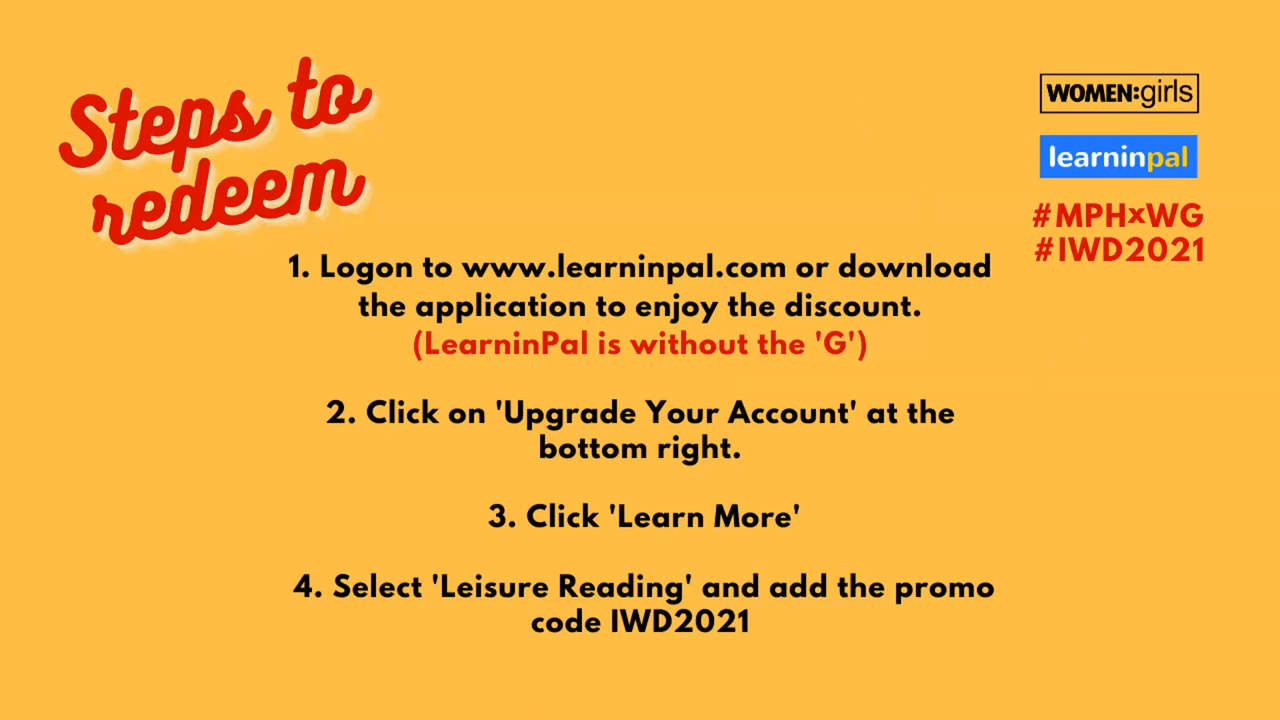 Steps to
redeem
WOMEN:girls
learninpal
#MPHxWG
#IWD2021
1. Logon to www.learninpal.com or download
the application to enjoy the discount.
(LearninPal is without the 'G')
2. Click on 'Upgrade Your Account' at the
bottom right.
3. Click 'Learn More'
4. Select 'Leisure Reading' and add the promo
code IWD2021